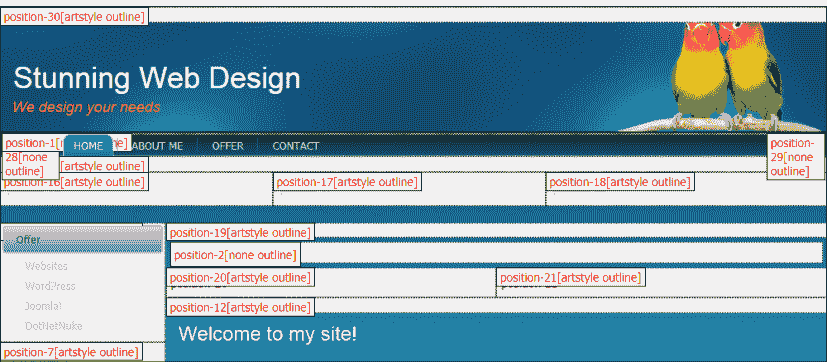 position-30[artstyle outline]
Stunning Web Design
We design your needs
position-1
HOME
ABOUT ME
OFFER
CONTACT
28[none outline]
position-29[none outline]
[artstyle outline]
position-16[artstyle outline]
position-17[artstyle outline]
position-18[artstyle outline]
Offer
Websites
WordPress
Joomla!
DotNetNuke
position-7[artstyle outline]
position-19[artstyle outline]
position-2[none outline]
position-20[artstyle outline]
position-21[artstyle outline]
position-12[artstyle outline]
Welcome to my site!